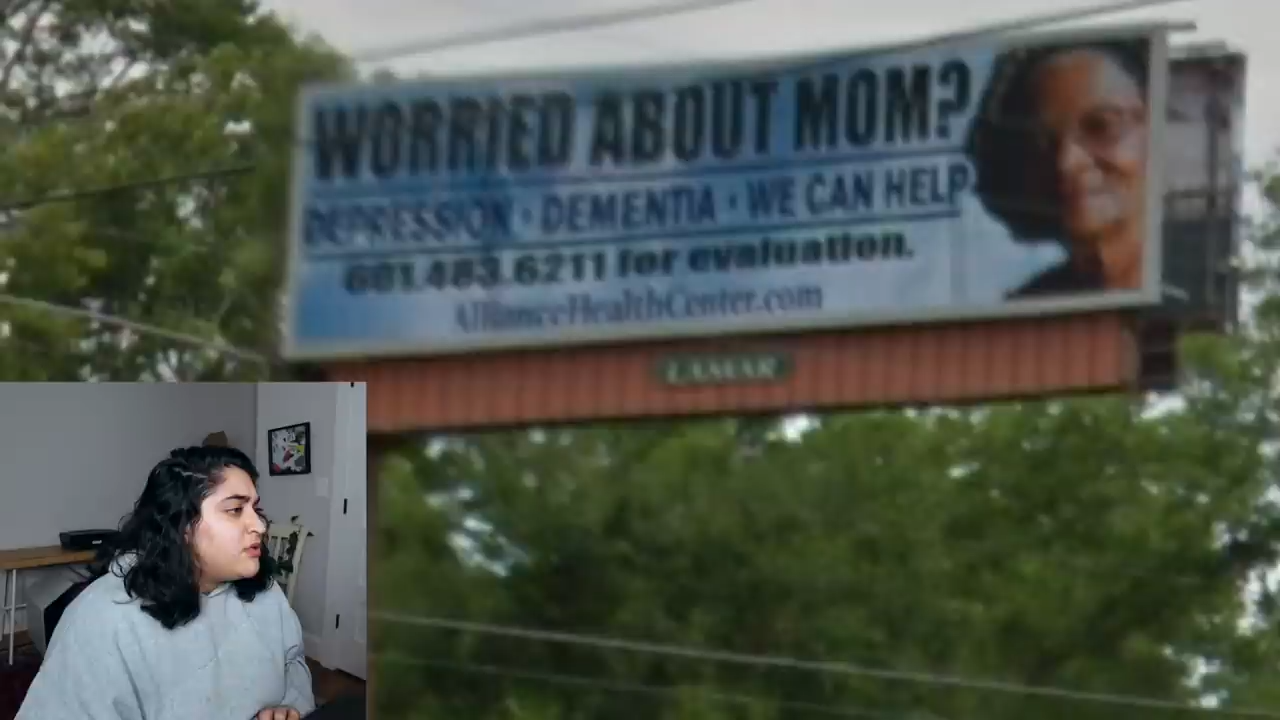 WORRIED ABOUT MOM?
DEPRESSION · DEMENTIA · WE CAN HELP
601.483.6211 for evaluation.
AllianceHealthCenter.com
LAMAR